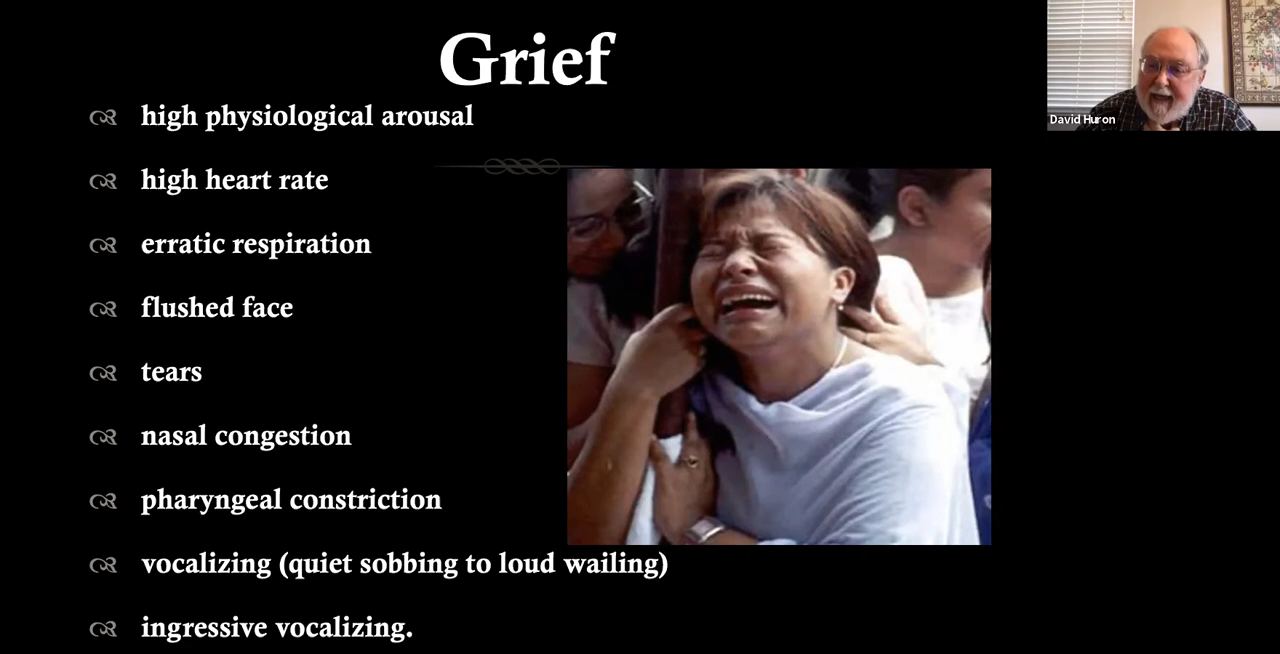 Grief
high physiological arousal
high heart rate
erratic respiration
flushed face
tears
nasal congestion
pharyngeal constriction
vocalizing (quiet sobbing to loud wailing)
ingressive vocalizing.
David Huron